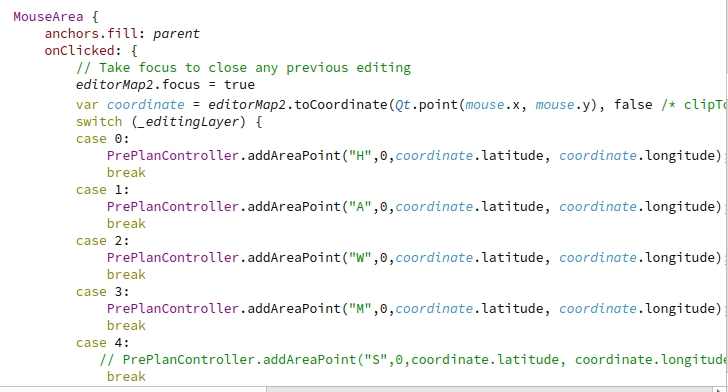 MouseArea {
anchors.fill: parent
onClicked: {
// Take focus to close any previous editing
editorMap2.focus = true
var coordinate = editorMap2.toCoordinate(Qt.point(mouse.x, mouse.y), false /* clipTo
switch (_editingLayer) {
case 0:
PrePlanController.addAreaPoint("H",0,coordinate.latitude, coordinate.longitude)
break
case 1:
PrePlanController.addAreaPoint("A",0,coordinate.latitude, coordinate.longitude)
break
case 2:
PrePlanController.addAreaPoint("W",0,coordinate.latitude, coordinate.longitude)
break
case 3:
PrePlanController.addAreaPoint("M",0,coordinate.latitude, coordinate.longitude)
break
case 4:
// PrePlanController.addAreaPoint("S",0,coordinate.latitude, coordinate.longitude
break